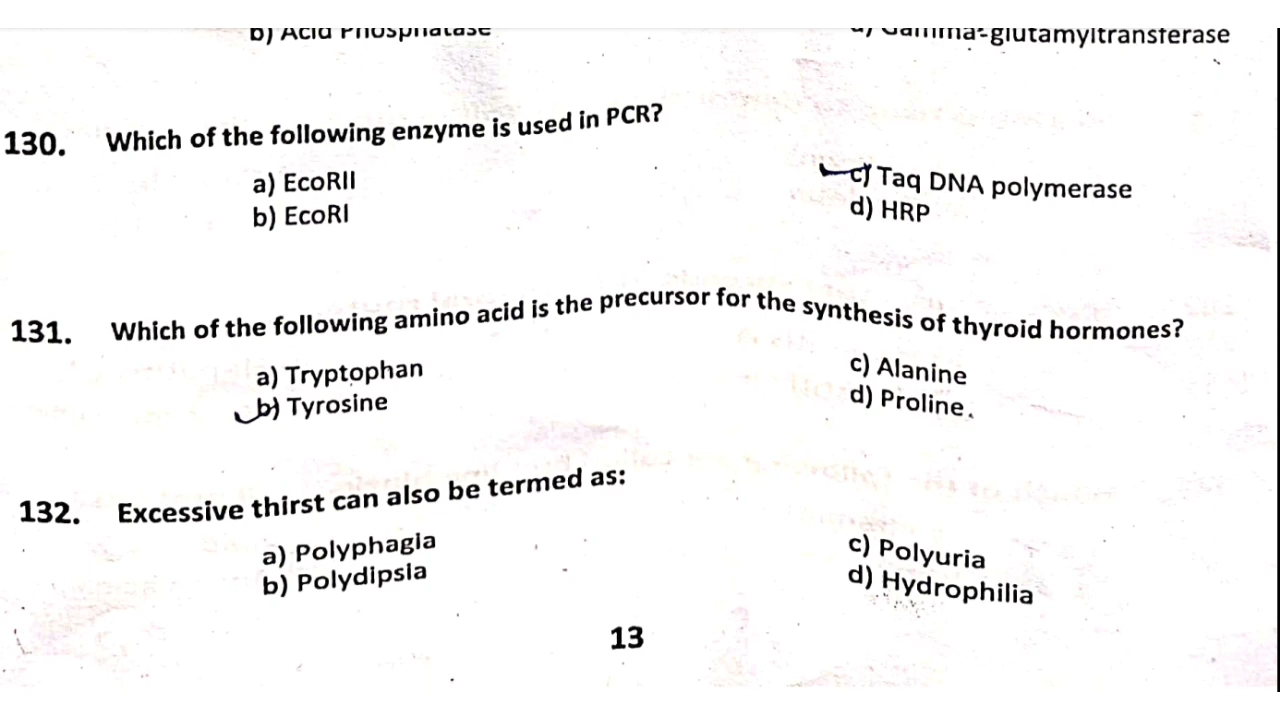 b) Acid Phosphatase
d) Gamma-glutamyltransferase
130. Which of the following enzyme is used in PCR?
a) EcoRII
b) EcoRI
c) Taq DNA polymerase
d) HRP
131. Which of the following amino acid is the precursor for the synthesis of thyroid hormones?
a) Tryptophan
b) Tyrosine
c) Alanine
d) Proline.
132. Excessive thirst can also be termed as:
a) Polyphagia
b) Polydipsia
c) Polyuria
d) Hydrophilia
13